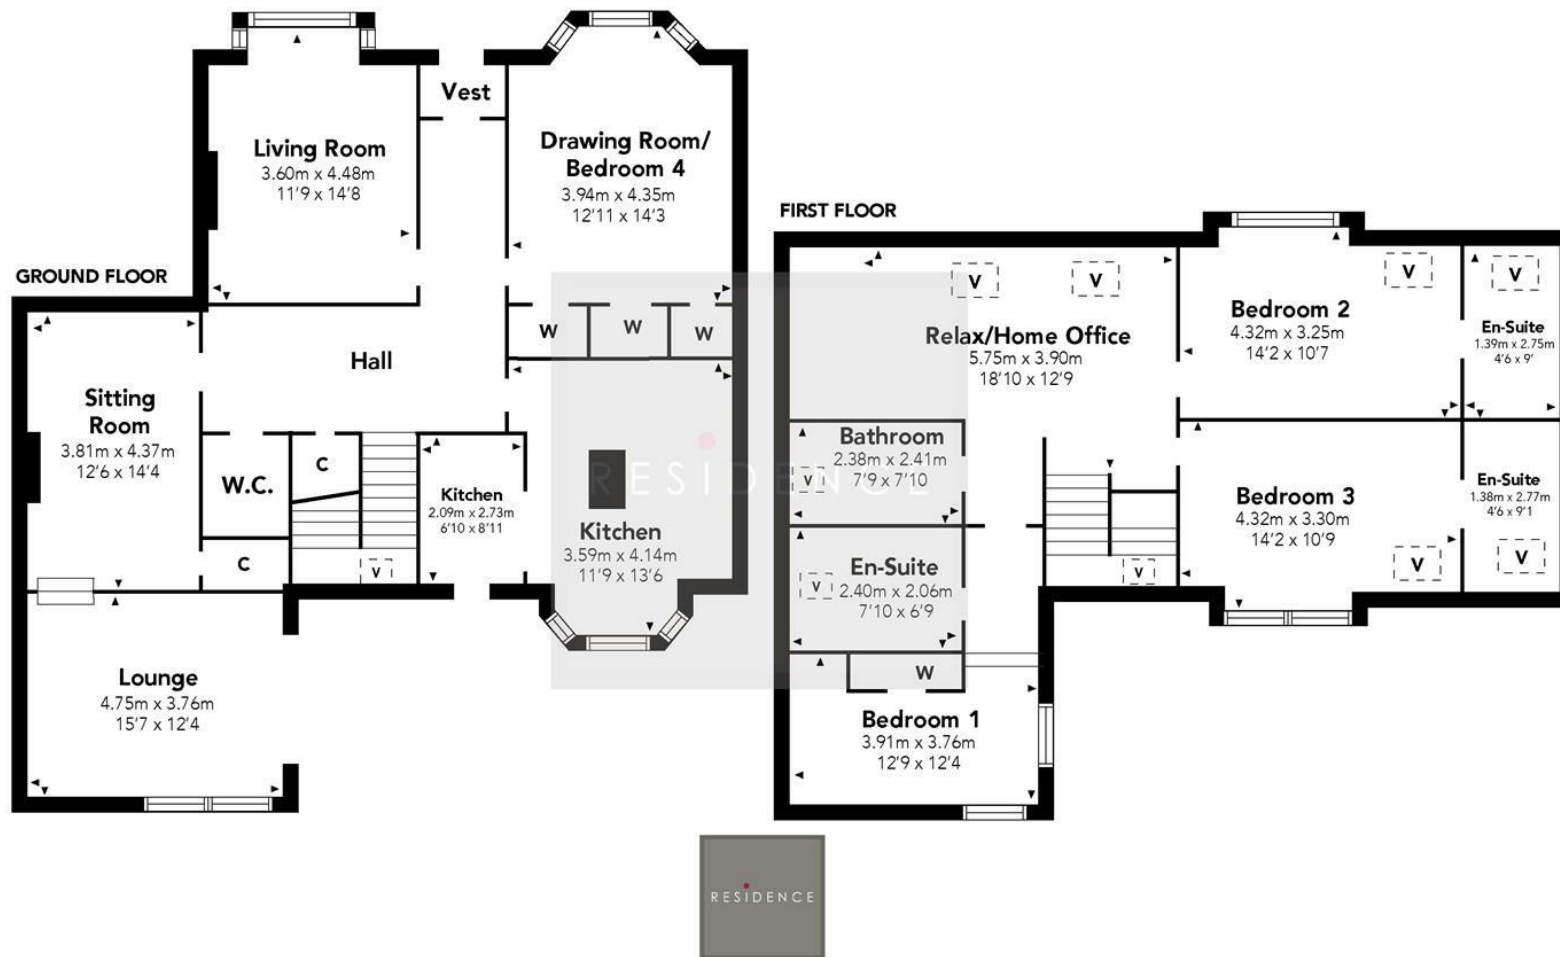 GROUND FLOOR
Living Room
3.60m x 4.48m
11'9 x 14'8
Vest
Drawing Room/
Bedroom 4
3.94m x 4.35m
12'11 x 14'3
W
W
W
Hall
Sitting
Room
3.81m x 4.37m
12'6 x 14'4
W.C.
C
C
V
Kitchen
2.09m x 2.73m
6'10 x 8'11
Kitchen
3.59m x 4.14m
11'9 x 13'6
Lounge
4.75m x 3.76m
15'7 x 12'4
FIRST FLOOR
V
V
Relax/Home Office
5.75m x 3.90m
18'10 x 12'9
Bedroom 2
4.32m x 3.25m
14'2 x 10'7
V
V
En-Suite
1.39m x 2.75m
4'6 x 9'
Bathroom
2.38m x 2.41m
7'9 x 7'10
V
En-Suite
2.40m x 2.06m
7'10 x 6'9
V
Bedroom 3
4.32m x 3.30m
14'2 x 10'9
V
V
En-Suite
1.38m x 2.77m
4'6 x 9'1
V
W
Bedroom 1
3.91m x 3.76m
12'9 x 12'4
RESIDENCE
RESIDENCE